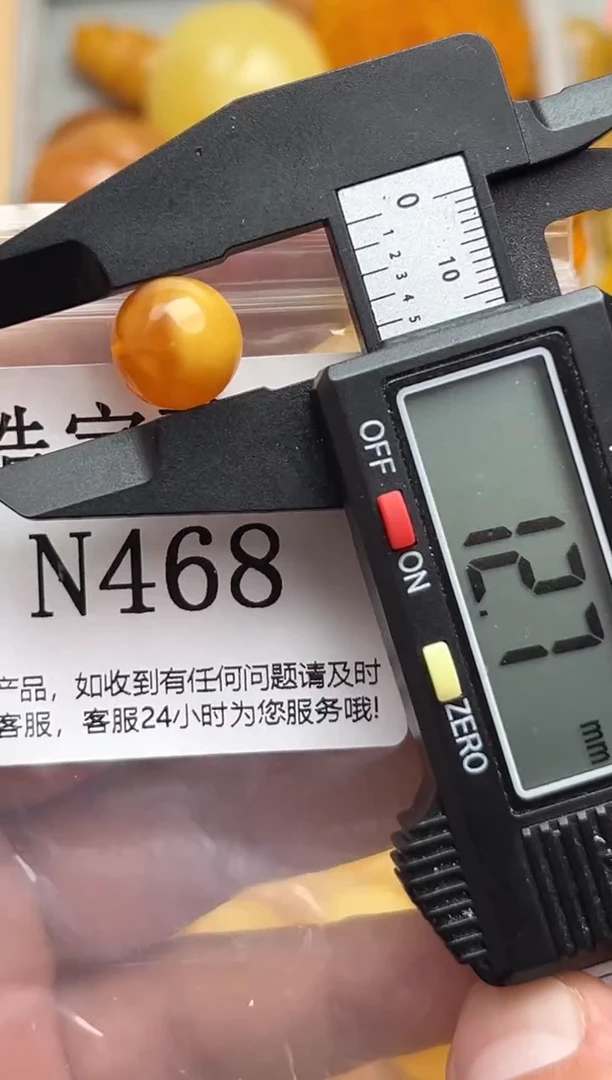 0
1 2 3 4 5
10
OFF
ON
ZERO
12.7
mm
N468
产品，如收到有任何问题请及时
客服，客服24小时为您服务哦!